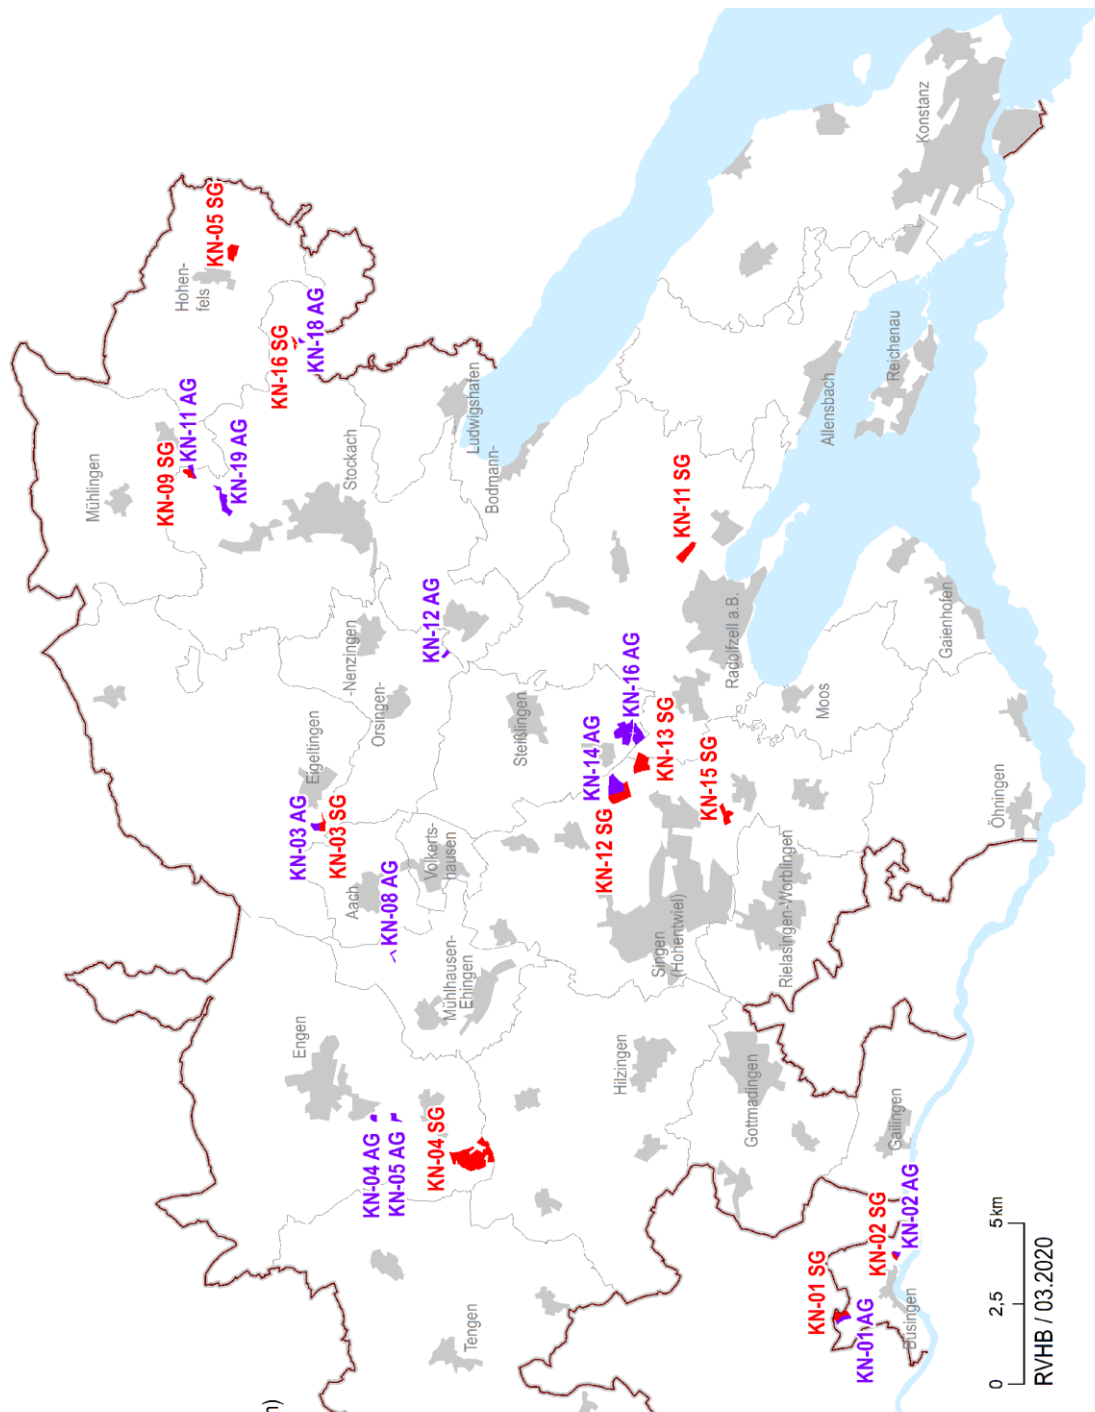 KN-05 SG
Hohen-
fels
KN-16 SG
KN-18 AG
KN-11 AG
KN-09 SG
KN-19 AG
Mühlingen
Stockach
Ludwigshafen
Bodmann-
Konstanz
Reichenau
Allensbach
KN-11 SG
KN-12 AG
-Nenzingen
Orsingen-
Eigeltingen
KN-03 AG
KN-03 SG
Steißlingen
KN-16 AG
KN-14 AG
KN-13 SG
KN-12 SG
KN-15 SG
Radolfzell a.B.
Moos
Gaienhofen
Öhningen
Aach
Volkerts-
hausen
KN-08 AG
Mühlhausen-
Ehingen
Singen
(Hohentwiel)
Rielasingen-Worblingen
Engen
KN-04 AG
KN-05 AG
KN-04 SG
Hilzingen
Gottmadingen
Gailingen
Tengen
KN-02 SG
KN-02 AG
KN-01 SG
KN-01 AG
Büsingen
0 2.5 5 km
RVHB / 03.2020
n)